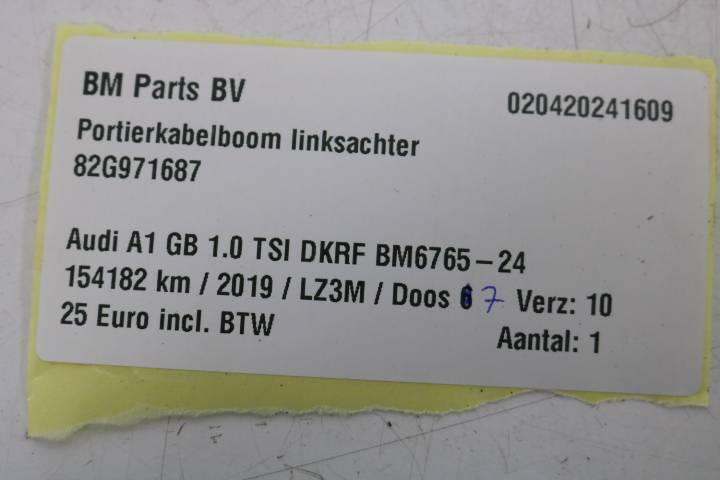 BM Parts BV 020420241609
Portierkabelboom linksachter
82G971687
Audi A1 GB 1.0 TSI DKRF BM6765-24
154182 km / 2019 / LZ3M / Doos 7 Verz: 10
25 Euro incl. BTW Aantal: 1